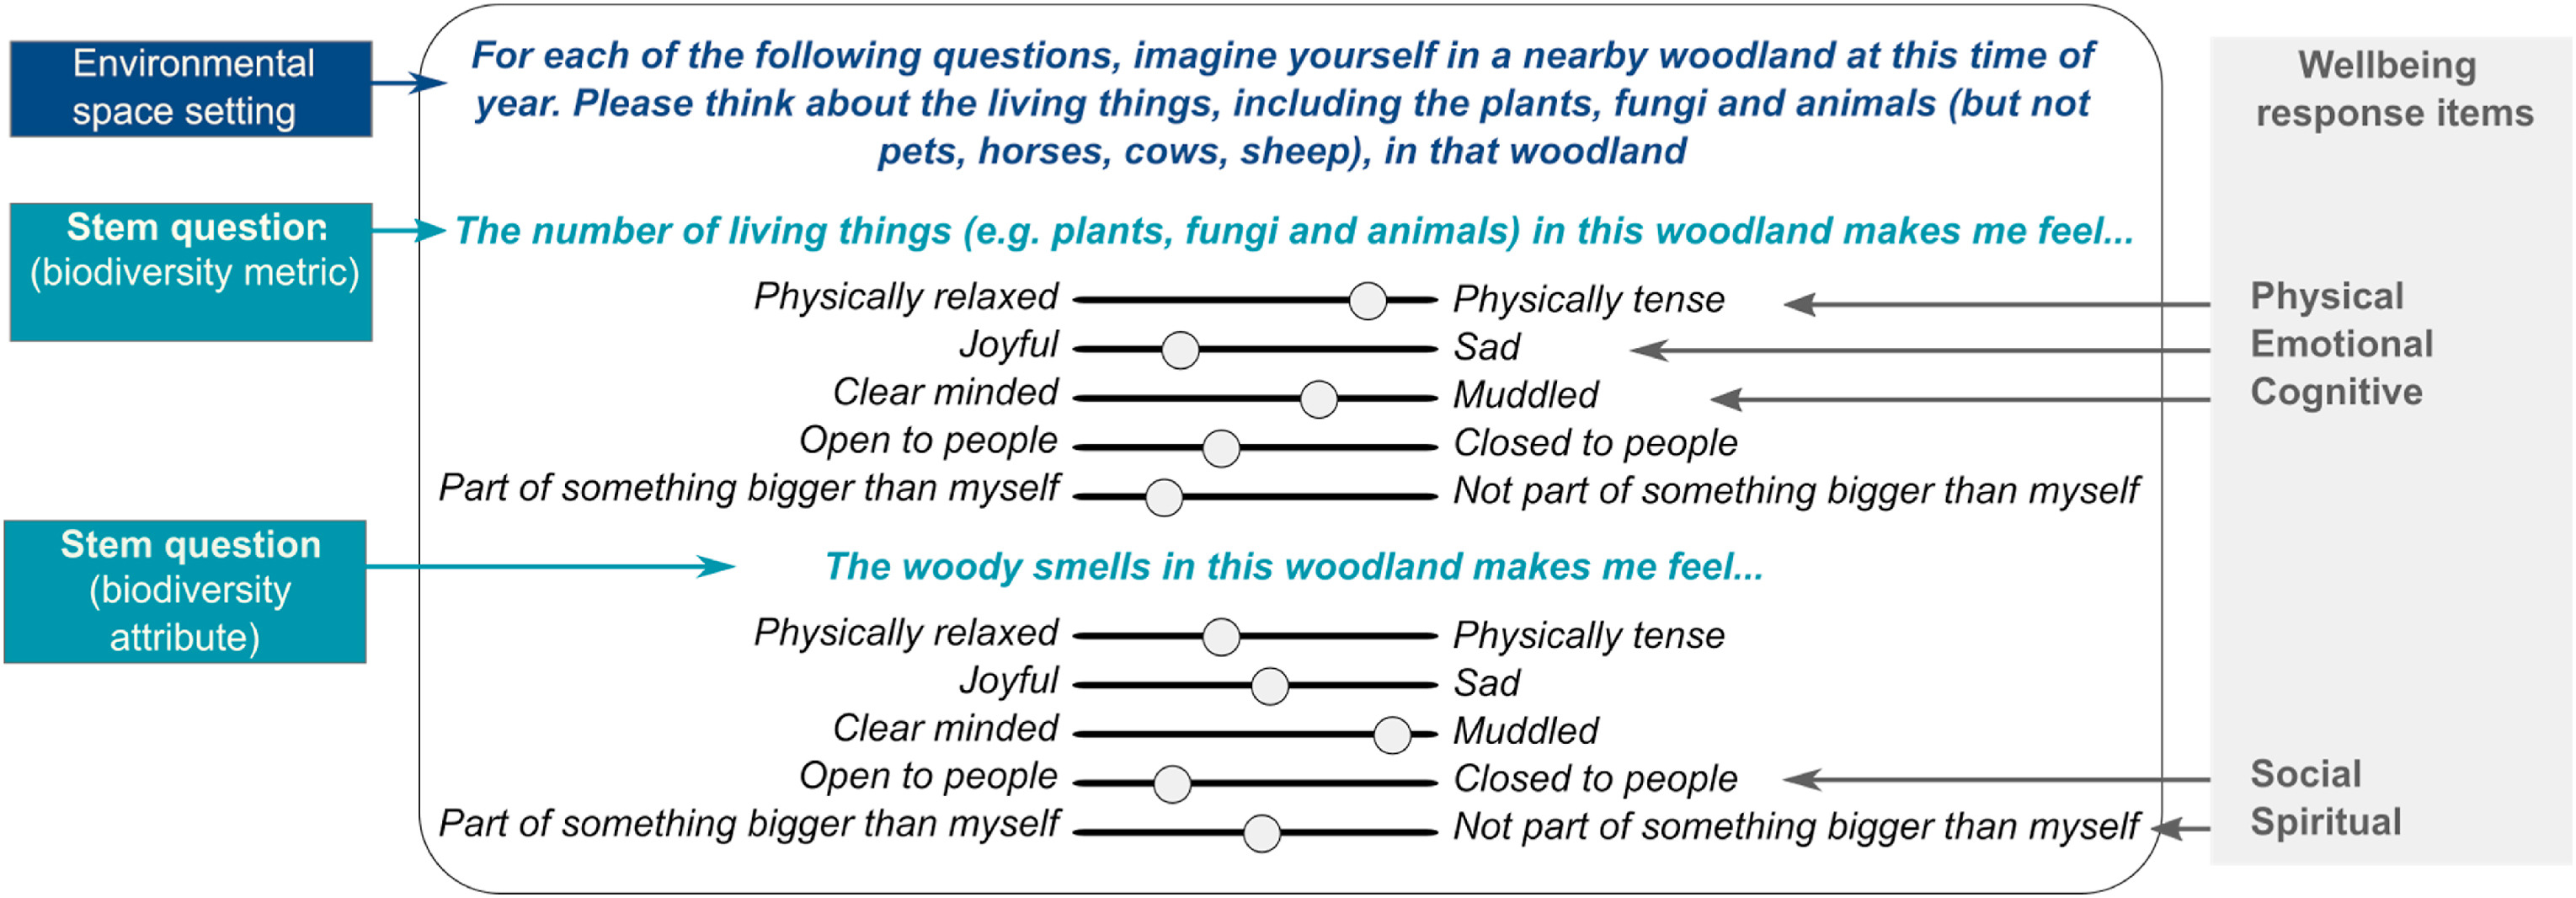 Environmental
space setting
For each of the following questions, imagine yourself in a nearby woodland at this time of
year. Please think about the living things, including the plants, fungi and animals (but not
pets, horses, cows, sheep), in that woodland
Wellbeing
response items
Stem question:
(biodiversity metric)
The number of living things (e.g. plants, fungi and animals) in this woodland makes me feel...
Physically relaxed Physically tense Physical
Joyful Sad Emotional
Clear minded Muddled Cognitive
Open to people Closed to people
Part of something bigger than myself Not part of something bigger than myself
Stem question
(biodiversity
attribute)
The woody smells in this woodland makes me feel...
Physically relaxed Physically tense
Joyful Sad
Clear minded Muddled
Open to people Closed to people Social
Part of something bigger than myself Not part of something bigger than myself Spiritual